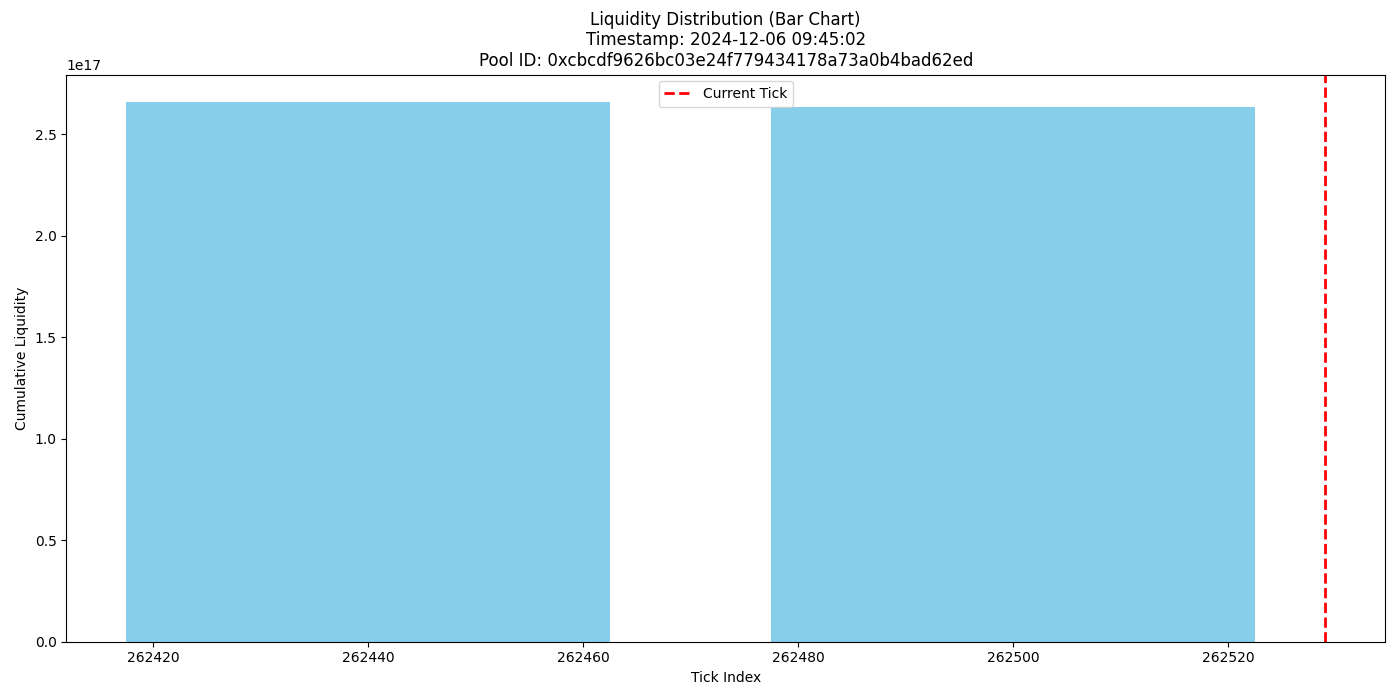 Liquidity Distribution (Bar Chart)
Timestamp: 2024-12-06 09:45:02
Pool ID: 0xcbcdf9626bc03e24f779434178a73a0b4bad62ed
1e17
Current Tick
2.5
2.0
1.5
1.0
0.5
0.0
Cumulative Liquidity
262420 262440 262460 262480 262500 262520
Tick Index